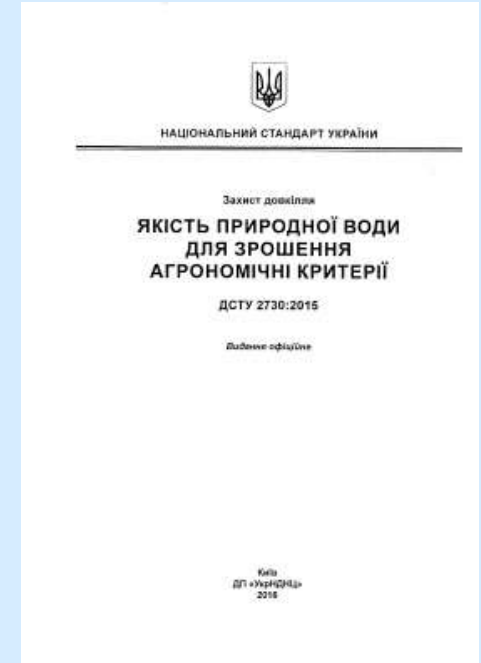 НАЦІОНАЛЬНИЙ СТАНДАРТ УКРАЇНИ
Захист довкілля
ЯКІСТЬ ПРИРОДНОЇ ВОДИ
ДЛЯ ЗРОШЕННЯ
АГРОНОМІЧНІ КРИТЕРІЇ
ДСТУ 2730:2015
Видання офіційне
Київ
ДП «УкрНДНЦ»
2016